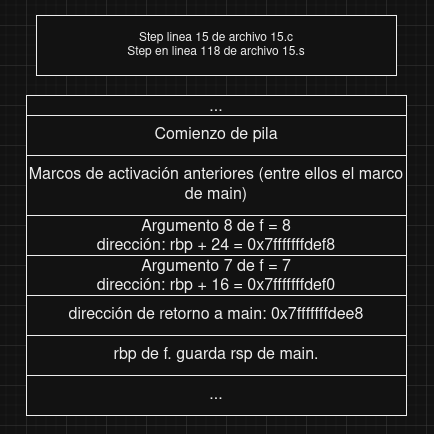 Step linea 15 de archivo 15.c
Step en linea 118 de archivo 15.s
...
Comienzo de pila
Marcos de activación anteriores (entre ellos el marco
de main)
Argumento 8 de f = 8
dirección: rbp + 24 = 0x7fffffffdef8
Argumento 7 de f = 7
dirección: rbp + 16 = 0x7fffffffdef0
dirección de retorno a main: 0x7fffffffdee8
rbp de f. guarda rsp de main.
...